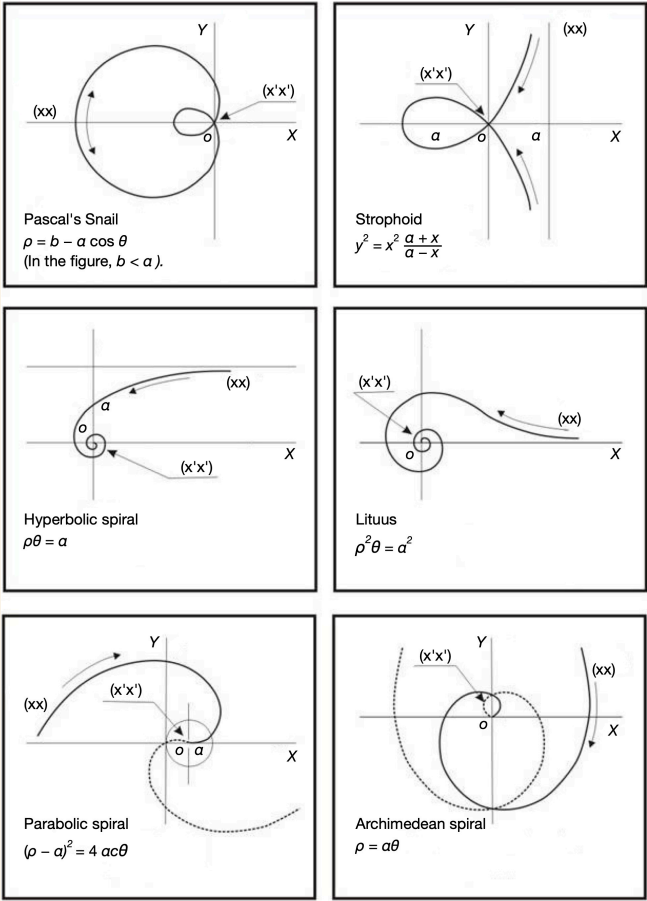 Y
(xx)
(x'x')
o
X
Pascal's Snail
ρ = b – a cos θ
(In the figure, b < a ).
Y
(xx)
(x'x')
a
o
a
X
Strophoid
y² = x² a + x
a – x
(xx)
a
o
X
(x'x')
Hyperbolic spiral
ρθ = a
(x'x')
(xx)
o
X
Lituus
ρ²θ = a²
Y
(x'x')
(xx)
o
a
X
Parabolic spiral
(ρ – a)² = 4 acθ
Y
(x'x')
(xx)
o
X
Archimedean spiral
ρ = aθ